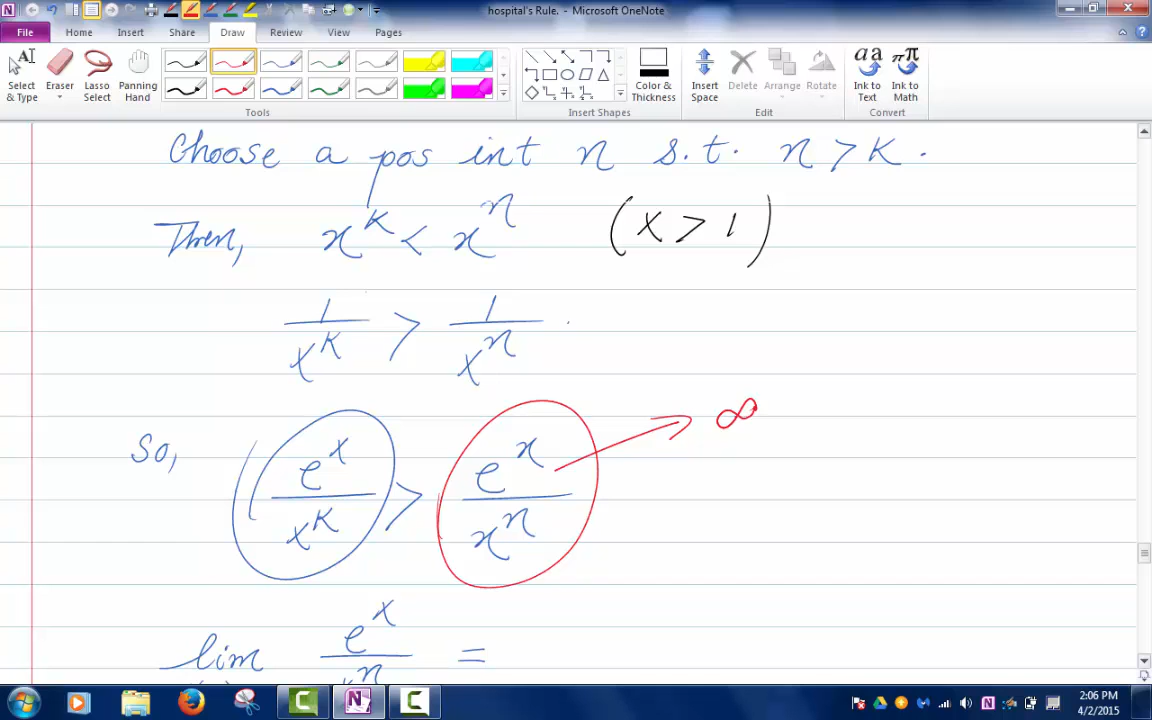 hospital's Rule. - Microsoft OneNote
File Home Insert Share Draw Review View Pages
Select & Type Eraser Lasso Select Panning Hand Color & Thickness Insert Space Delete Arrange Rotate Ink to Text Ink to Math
Tools Insert Shapes Edit Convert
Choose a pos int n s.t. n > k.
Then, x^k < x^n (x > 1)
1/x^k > 1/x^n
So, e^x/x^k > e^x/x^n → ∞
lim e^x/x^n =
2:06 PM
4/2/2015